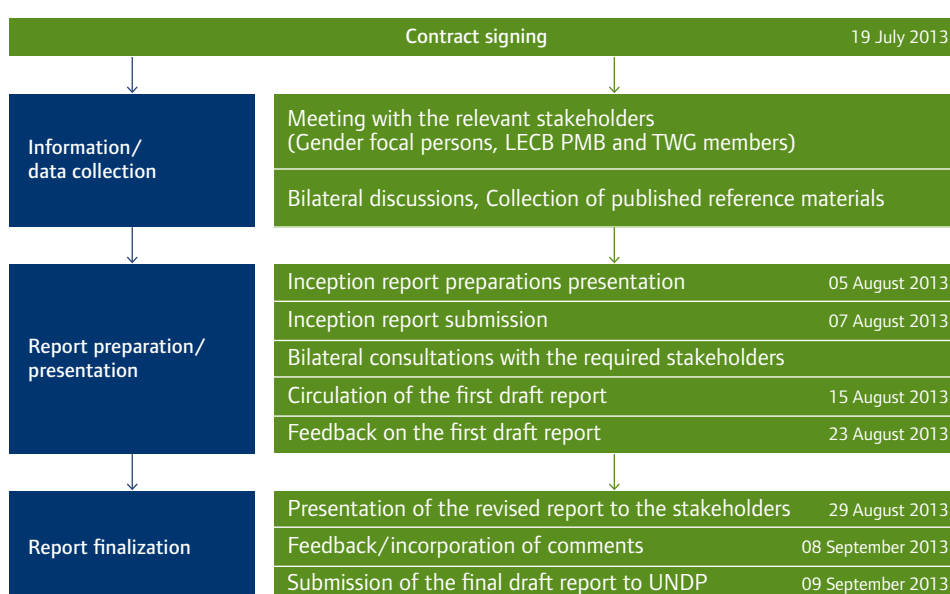 Contract signing 19 July 2013
Information/
data collection
Meeting with the relevant stakeholders
(Gender focal persons, LECB PMB and TWG members)
Bilateral discussions, Collection of published reference materials
Report preparation/
presentation
Inception report preparations presentation 05 August 2013
Inception report submission 07 August 2013
Bilateral consultations with the required stakeholders
Circulation of the first draft report 15 August 2013
Feedback on the first draft report 23 August 2013
Report finalization
Presentation of the revised report to the stakeholders 29 August 2013
Feedback/incorporation of comments 08 September 2013
Submission of the final draft report to UNDP 09 September 2013